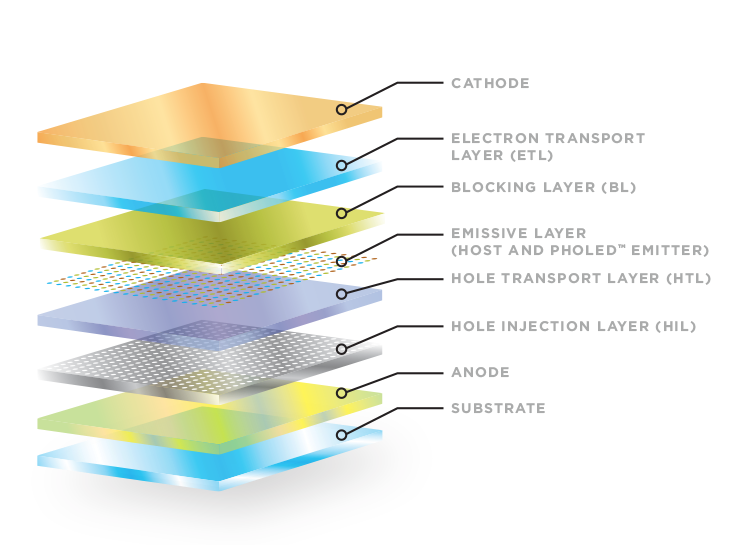 CATHODE
ELECTRON TRANSPORT
LAYER (ETL)
BLOCKING LAYER (BL)
EMISSIVE LAYER
(HOST AND PHOLED™ EMITTER)
HOLE TRANSPORT LAYER (HTL)
HOLE INJECTION LAYER (HIL)
ANODE
SUBSTRATE